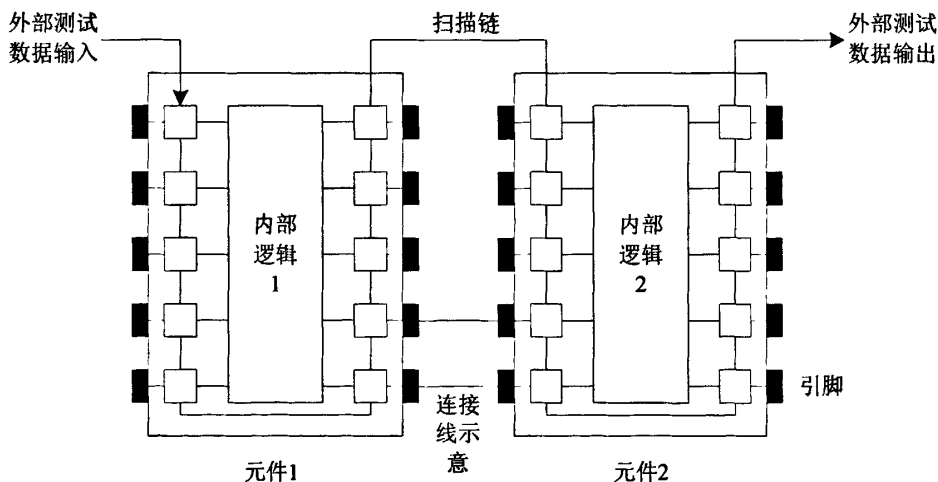 外部测试
数据输入
扫描链
外部测试
数据输出
内部
逻辑
1
内部
逻辑
2
引脚
连接
线示
意
元件1
元件2